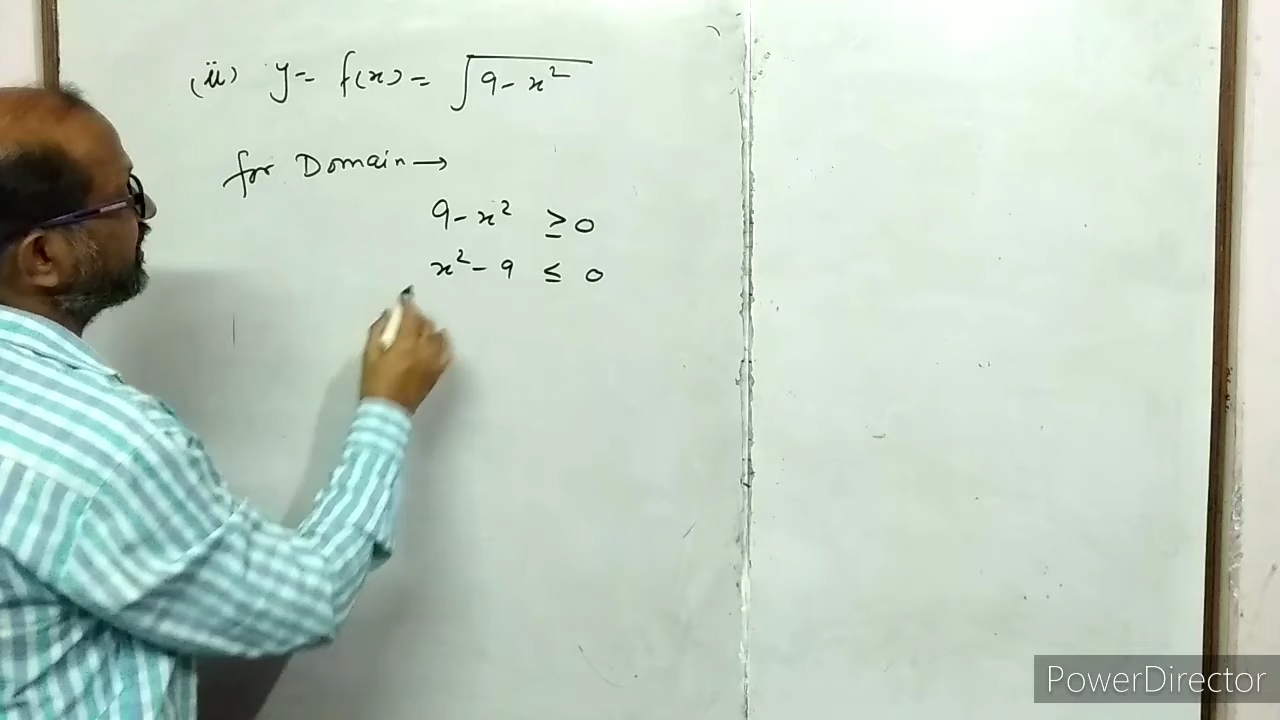 (ii) y = f(x) = √9 - x²
for Domain →
9 - x² ≥ 0
x² - 9 ≤ 0
PowerDirector